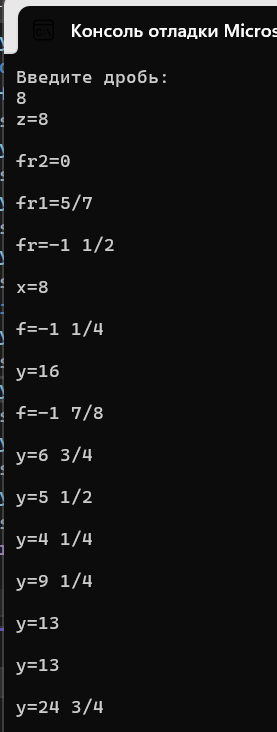 Консоль отладки Micros
Введите дробь:
8
z=8
fr2=0
fr1=5/7
fr=-1 1/2
x=8
f=-1 1/4
y=16
f=-1 7/8
y=6 3/4
y=5 1/2
y=4 1/4
y=9 1/4
y=13
y=13
y=24 3/4